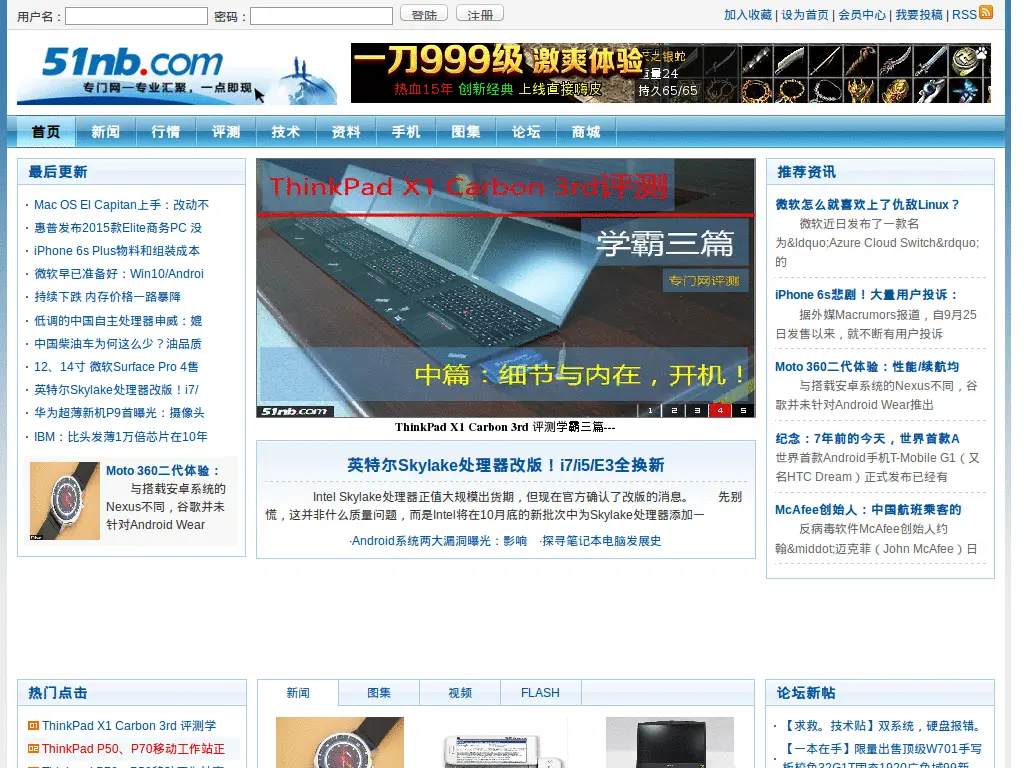 用户名： 密码： 登陆 注册 加入收藏 | 设为首页 | 会员中心 | 我要投稿 | RSS
51nb.com
专门网—专业汇聚，一点即现
一刀999级 激爽体验
热血15年 创新经典 上线直接嗨皮
之银蛇
重量24
持久65/65
首页 新闻 行情 评测 技术 资料 手机 图集 论坛 商城
最后更新
· Mac OS El Capitan上手：改动不
· 惠普发布2015款Elite商务PC 没
· iPhone 6s Plus物料和组装成本
· 微软早已准备好：Win10/Androi
· 持续下跌 内存价格一路暴降
· 低调的中国自主处理器申威：媲
· 中国柴油车为何这么少？油品质
· 12、14寸 微软Surface Pro 4售
· 英特尔Skylake处理器改版！i7/
· 华为超薄新机P9首曝光：摄像头
· IBM：比头发薄1万倍芯片在10年
Moto 360二代体验：
与搭载安卓系统的
Nexus不同，谷歌并未
针对Android Wear
ThinkPad X1 Carbon 3rd评测
学霸三篇
专门网评测
中篇：细节与内在，开机！
51nb.com 1 2 3 4 5
ThinkPad X1 Carbon 3rd 评测学霸三篇---
英特尔Skylake处理器改版！i7/i5/E3全换新
Intel Skylake处理器正值大规模出货期，但现在官方确认了改版的消息。 先别
慌，这并非什么质量问题，而是Intel将在10月底的新批次中为Skylake处理器添加一
·Android系统两大漏洞曝光：影响 ·探寻笔记本电脑发展史
推荐资讯
微软怎么就喜欢上了仇敌Linux？
微软近日发布了一款名
为&ldquo;Azure Cloud Switch&rdquo;
的
iPhone 6s悲剧！大量用户投诉：
据外媒Macrumors报道，自9月25
日发售以来，就不断有用户投诉
Moto 360二代体验：性能/续航均
与搭载安卓系统的Nexus不同，谷
歌并未针对Android Wear推出
纪念：7年前的今天，世界首款A
世界首款Android手机T-Mobile G1（又
名HTC Dream）正式发布已经有
McAfee创始人：中国航班乘客的
反病毒软件McAfee创始人约
翰&middot;迈克菲（John McAfee）日
热门点击
01 ThinkPad X1 Carbon 3rd 评测学
02 ThinkPad P50、P70移动工作站正
新闻 图集 视频 FLASH
论坛新帖
· 【求救。技术贴】双系统，硬盘报错。
· 【一本在手】限量出售顶级W701手写